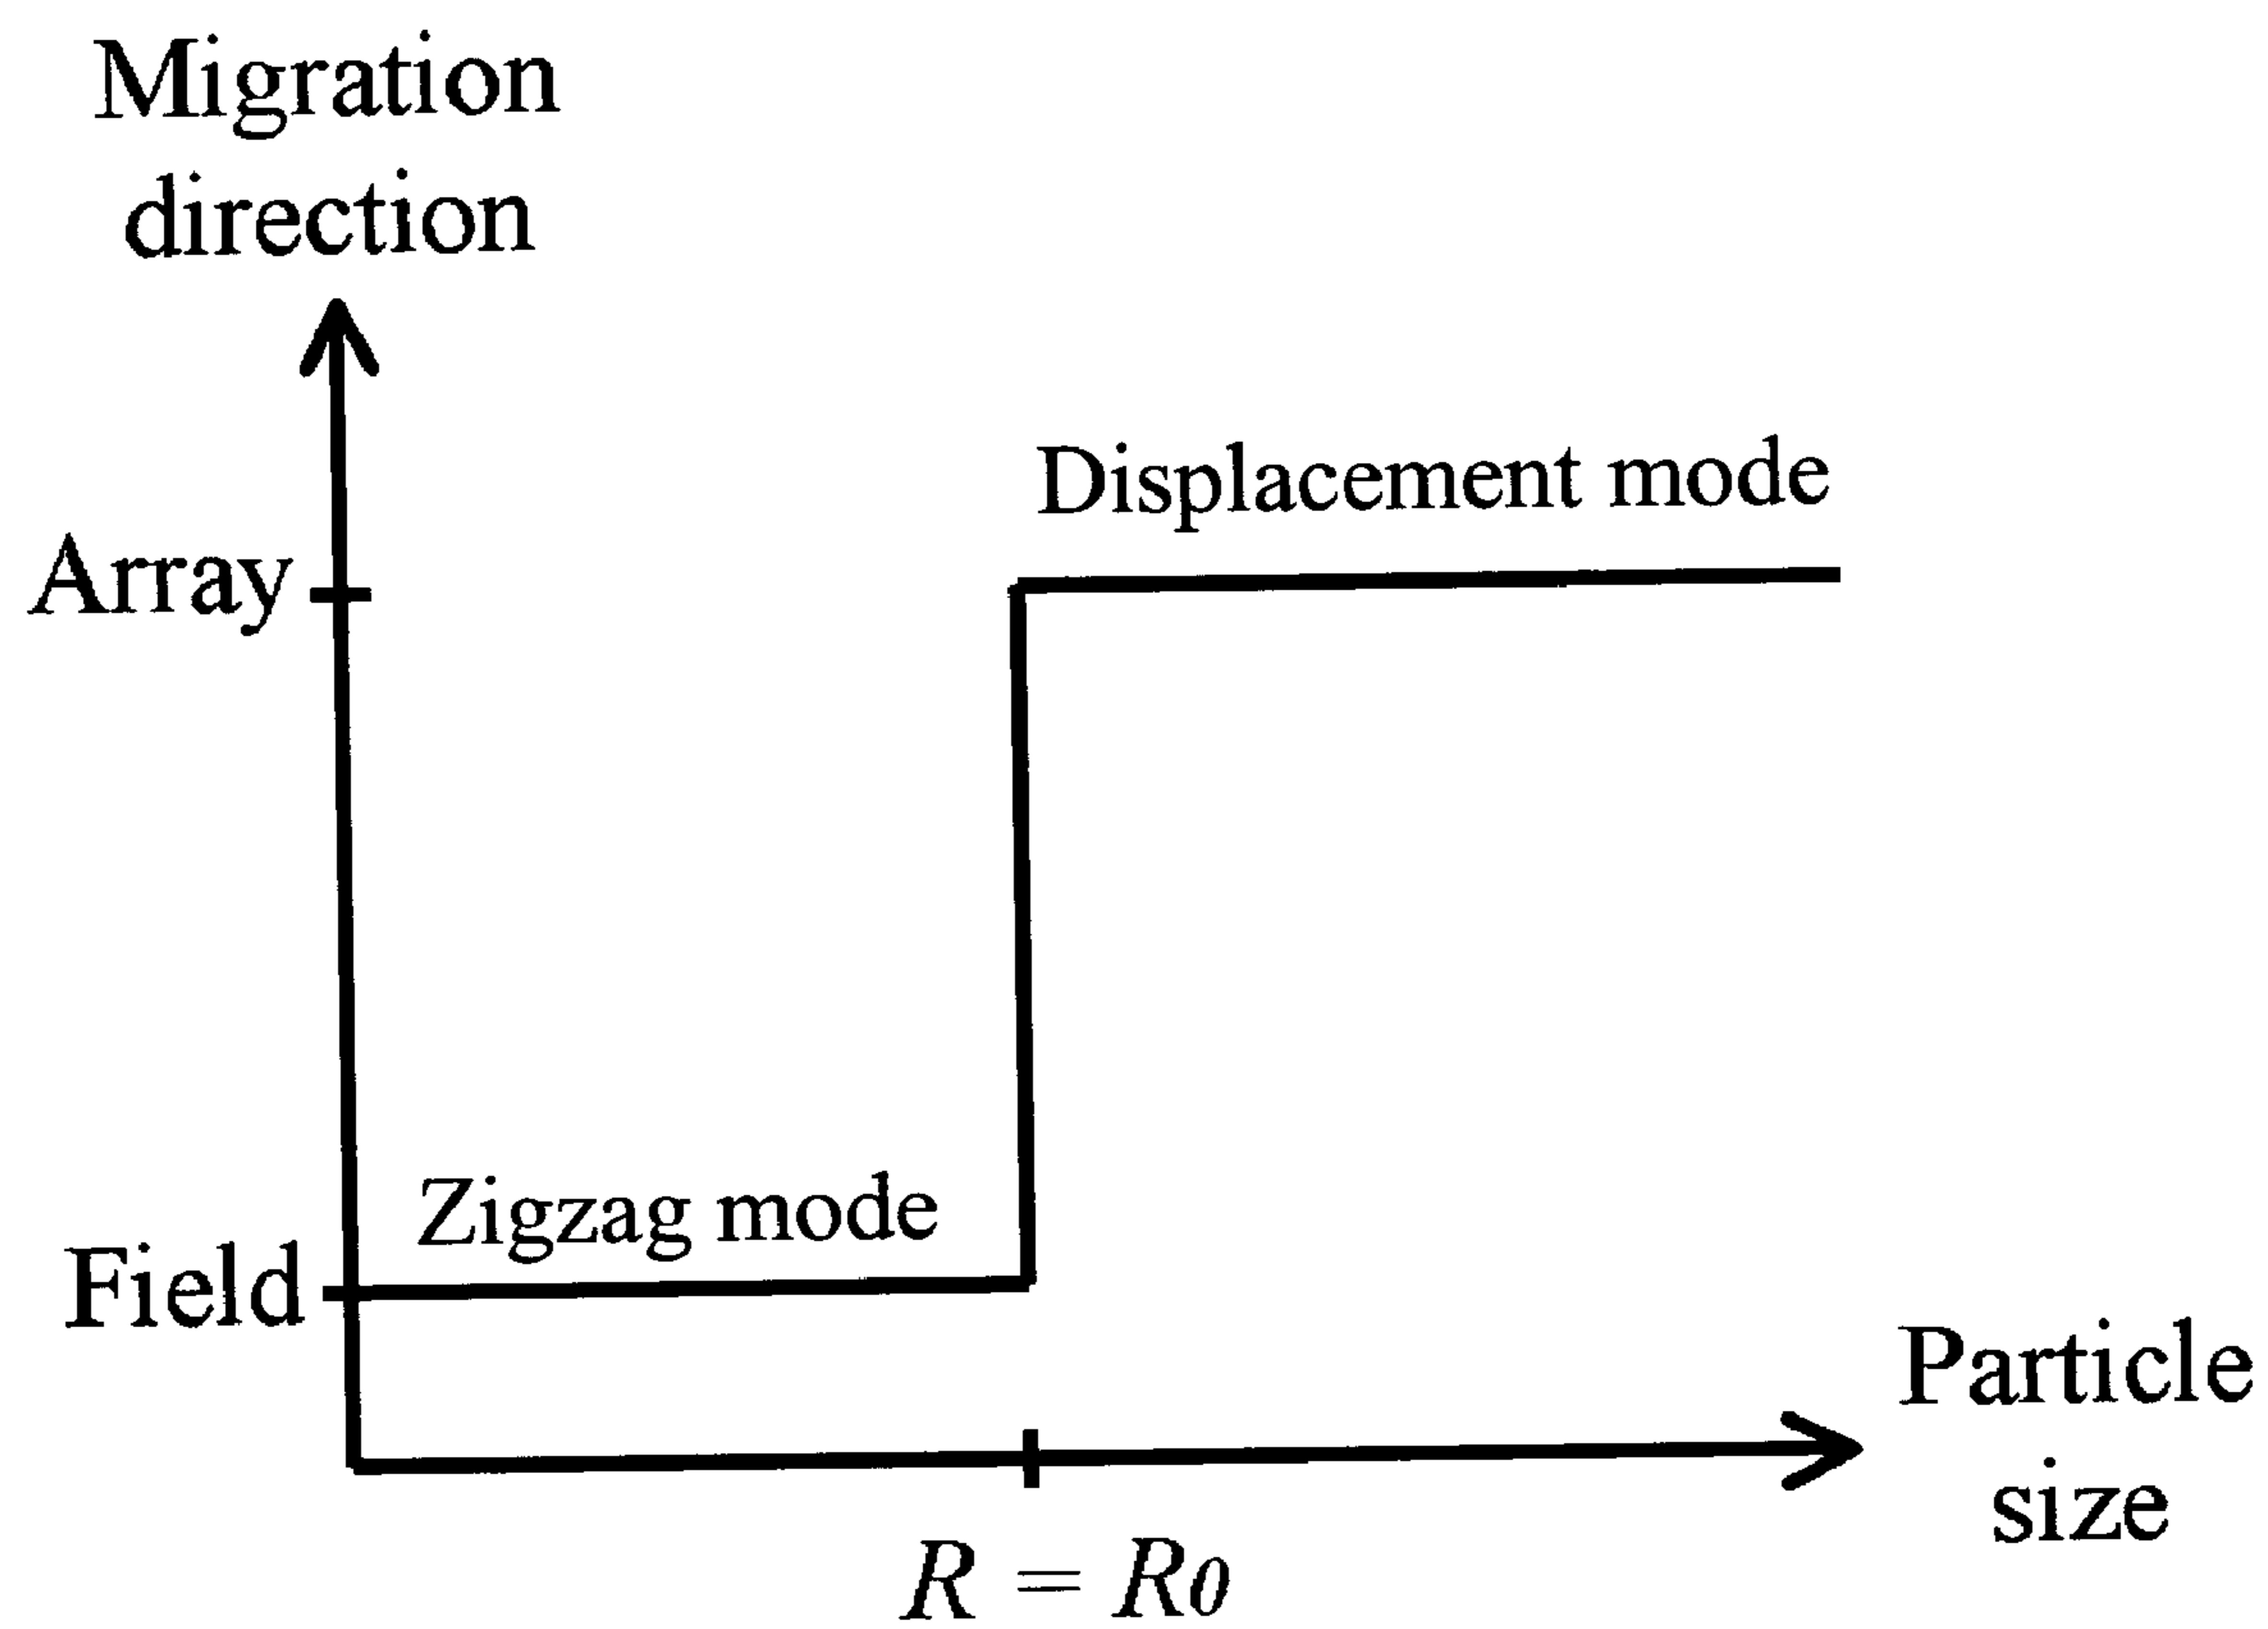 Migration
direction
Displacement mode
Array
Zigzag mode
Field
Particle
size
R = R0